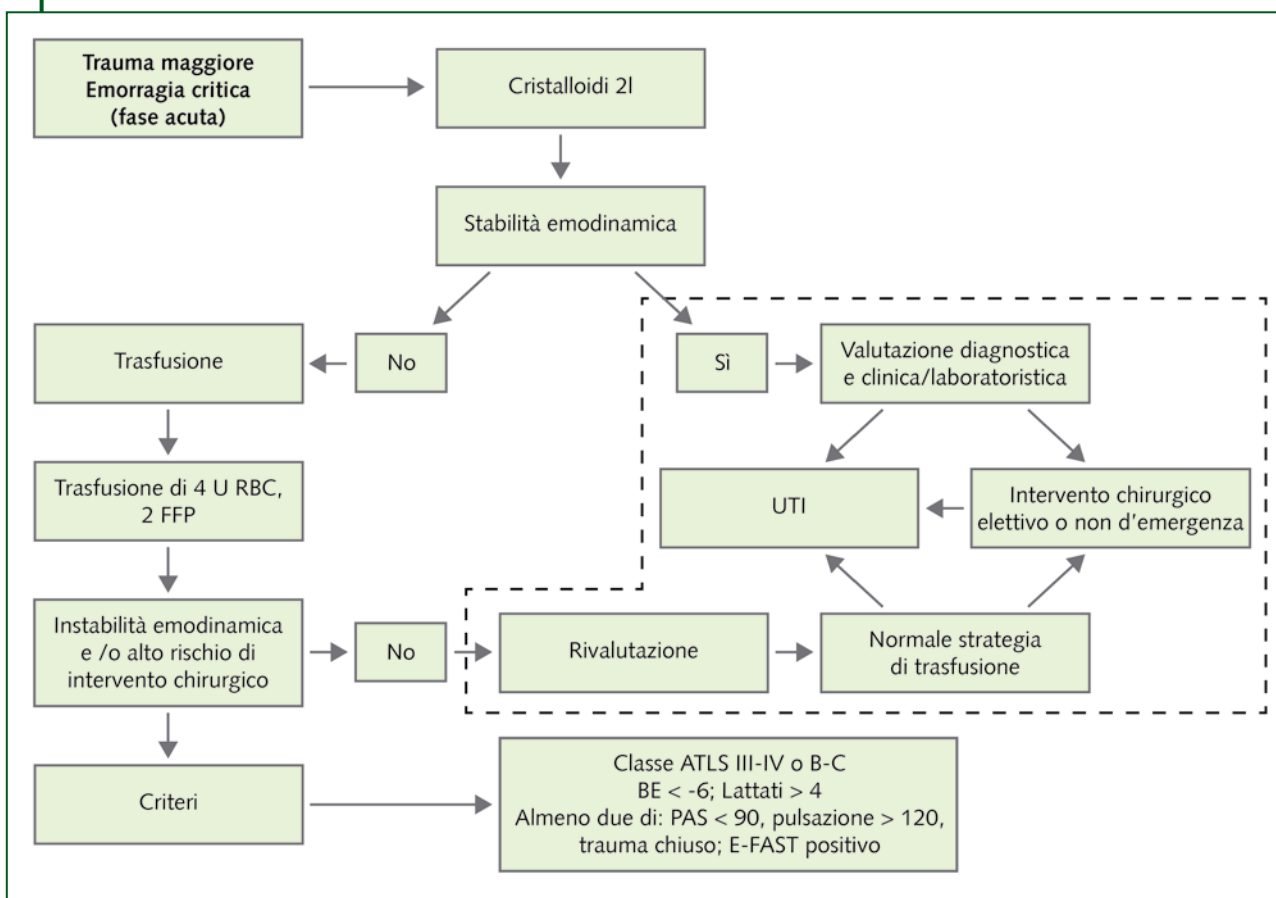 Trauma maggiore
Emorragia critica
(fase acuta)
Cristalloidi 2l
Stabilità emodinamica
Trasfusione
No
Sì
Valutazione diagnostica
e clinica/laboratoristica
Trasfusione di 4 U RBC,
2 FFP
UTI
Intervento chirurgico
elettivo o non d'emergenza
Instabilità emodinamica
e /o alto rischio di
intervento chirurgico
No
Rivalutazione
Normale strategia
di trasfusione
Criteri
Classe ATLS III-IV o B-C
BE < -6; Lattati > 4
Almeno due di: PAS < 90, pulsazione > 120,
trauma chiuso; E-FAST positivo